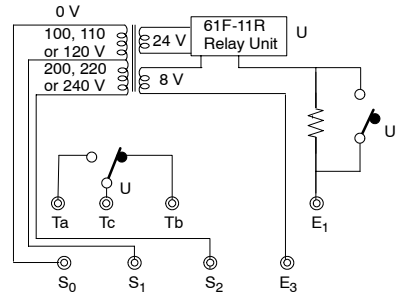 0 V
100, 110
or 120 V
200, 220
or 240 V
24 V
8 V
61F-11R
Relay Unit
U
U
U
Ta
Tc
Tb
E1
S0
S1
S2
E3